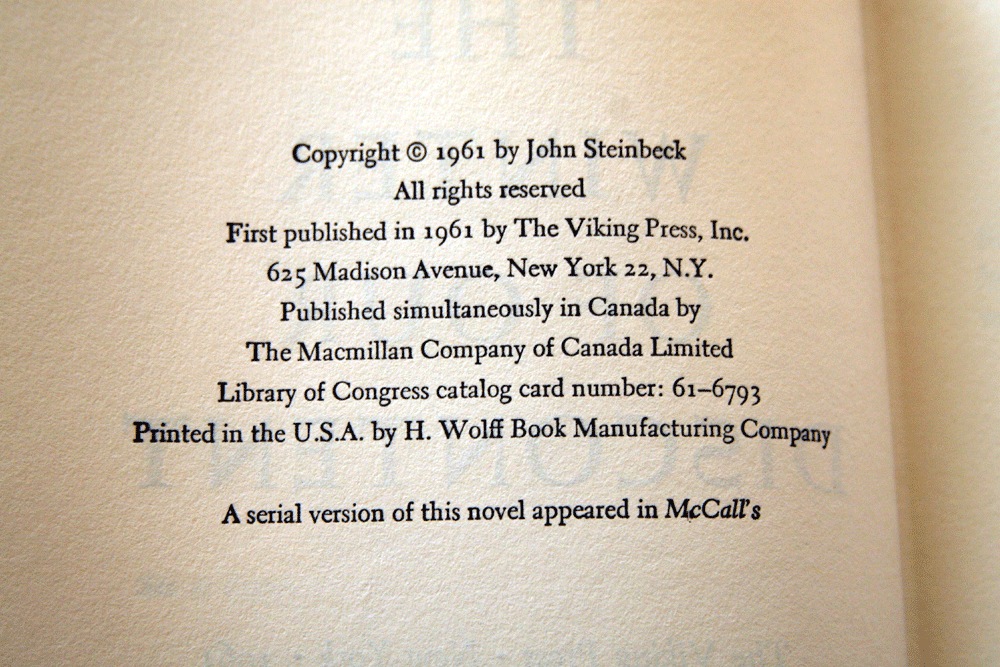 Copyright © 1961 by John Steinbeck
All rights reserved
First published in 1961 by The Viking Press, Inc.
625 Madison Avenue, New York 22, N.Y.
Published simultaneously in Canada by
The Macmillan Company of Canada Limited
Library of Congress catalog card number: 61–6793
Printed in the U.S.A. by H. Wolff Book Manufacturing Company
A serial version of this novel appeared in McCall's